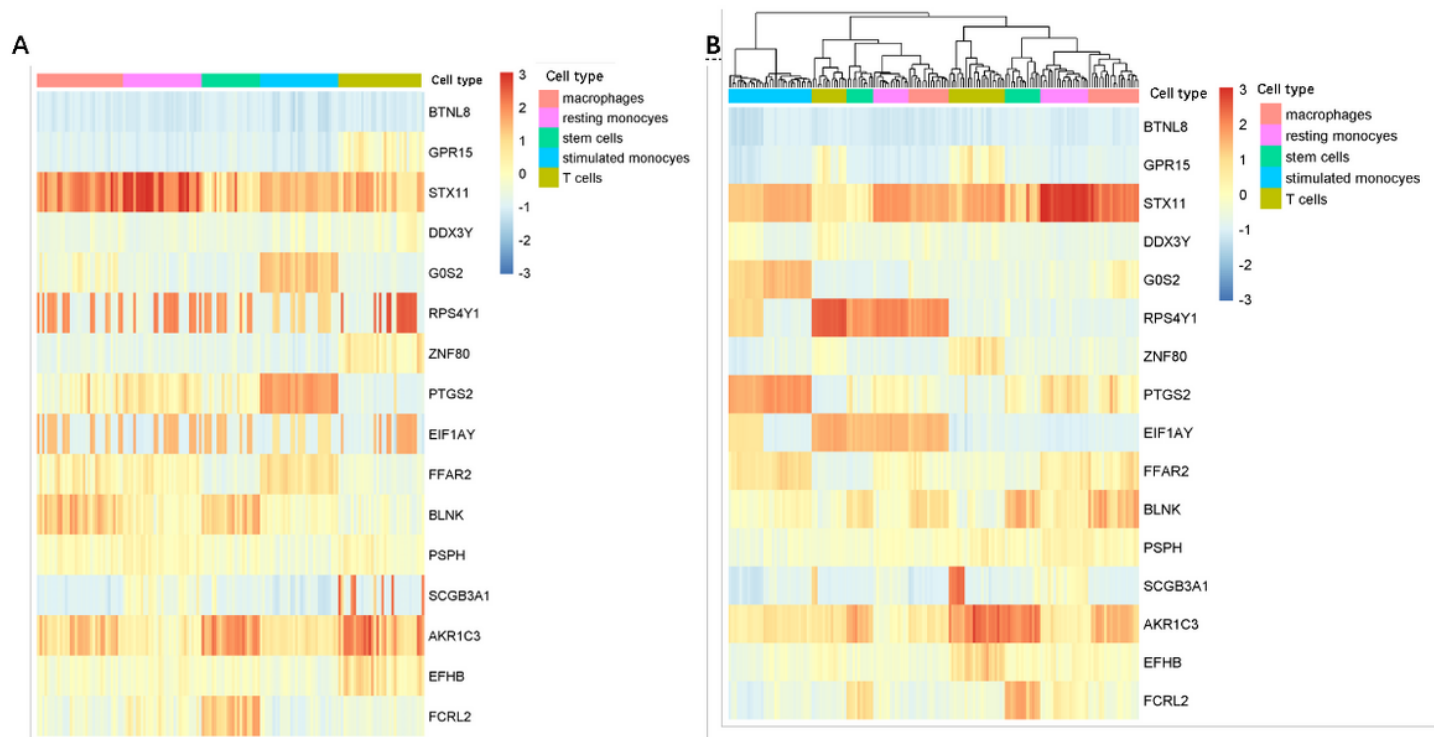 A
Cell type
3
2
1
0
-1
-2
-3
Cell type
macrophages
resting monocyes
stem cells
stimulated monocyes
T cells
BTNL8
GPR15
STX11
DDX3Y
G0S2
RPS4Y1
ZNF80
PTGS2
EIF1AY
FFAR2
BLNK
PSPH
SCGB3A1
AKR1C3
EFHB
FCRL2
B
Cell type
3
2
1
0
-1
-2
-3
Cell type
macrophages
resting monocyes
stem cells
stimulated monocyes
T cells
BTNL8
GPR15
STX11
DDX3Y
G0S2
RPS4Y1
ZNF80
PTGS2
EIF1AY
FFAR2
BLNK
PSPH
SCGB3A1
AKR1C3
EFHB
FCRL2